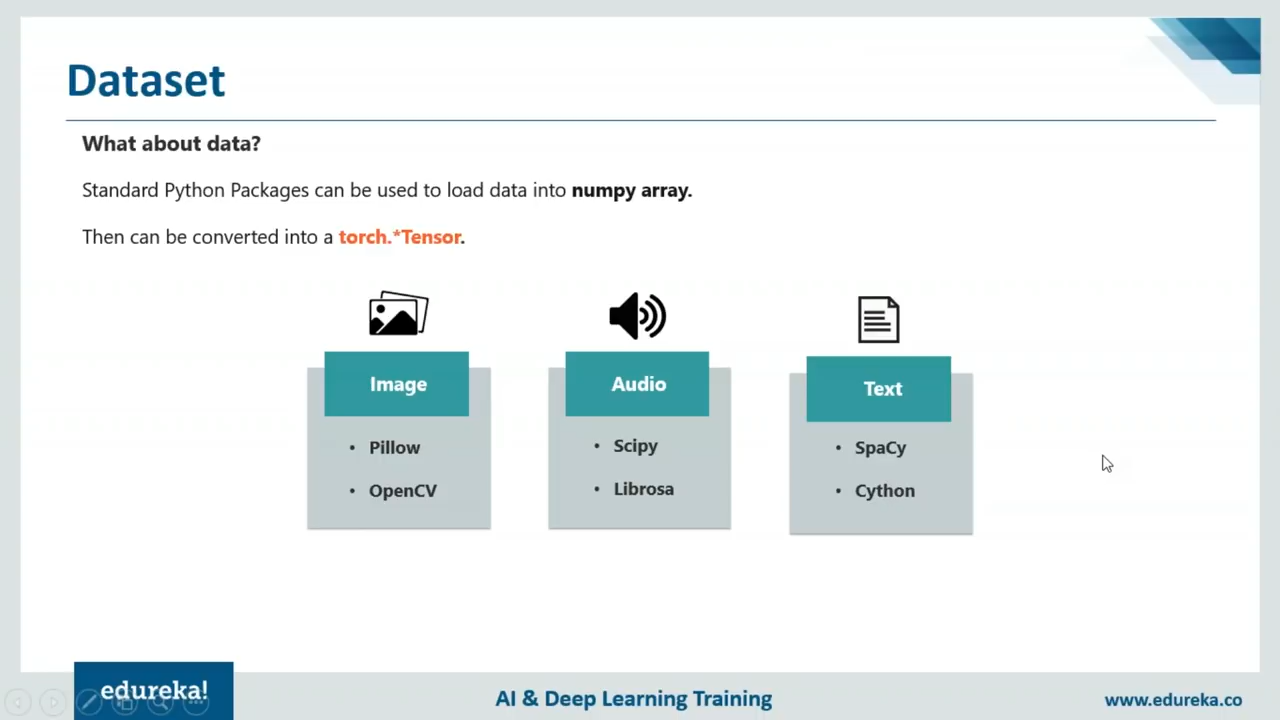 Dataset
What about data?
Standard Python Packages can be used to load data into numpy array.
Then can be converted into a torch.*Tensor.
Image
• Pillow
• OpenCV
Audio
• Scipy
• Librosa
Text
• SpaCy
• Cython
edureka!
AI & Deep Learning Training
www.edureka.co